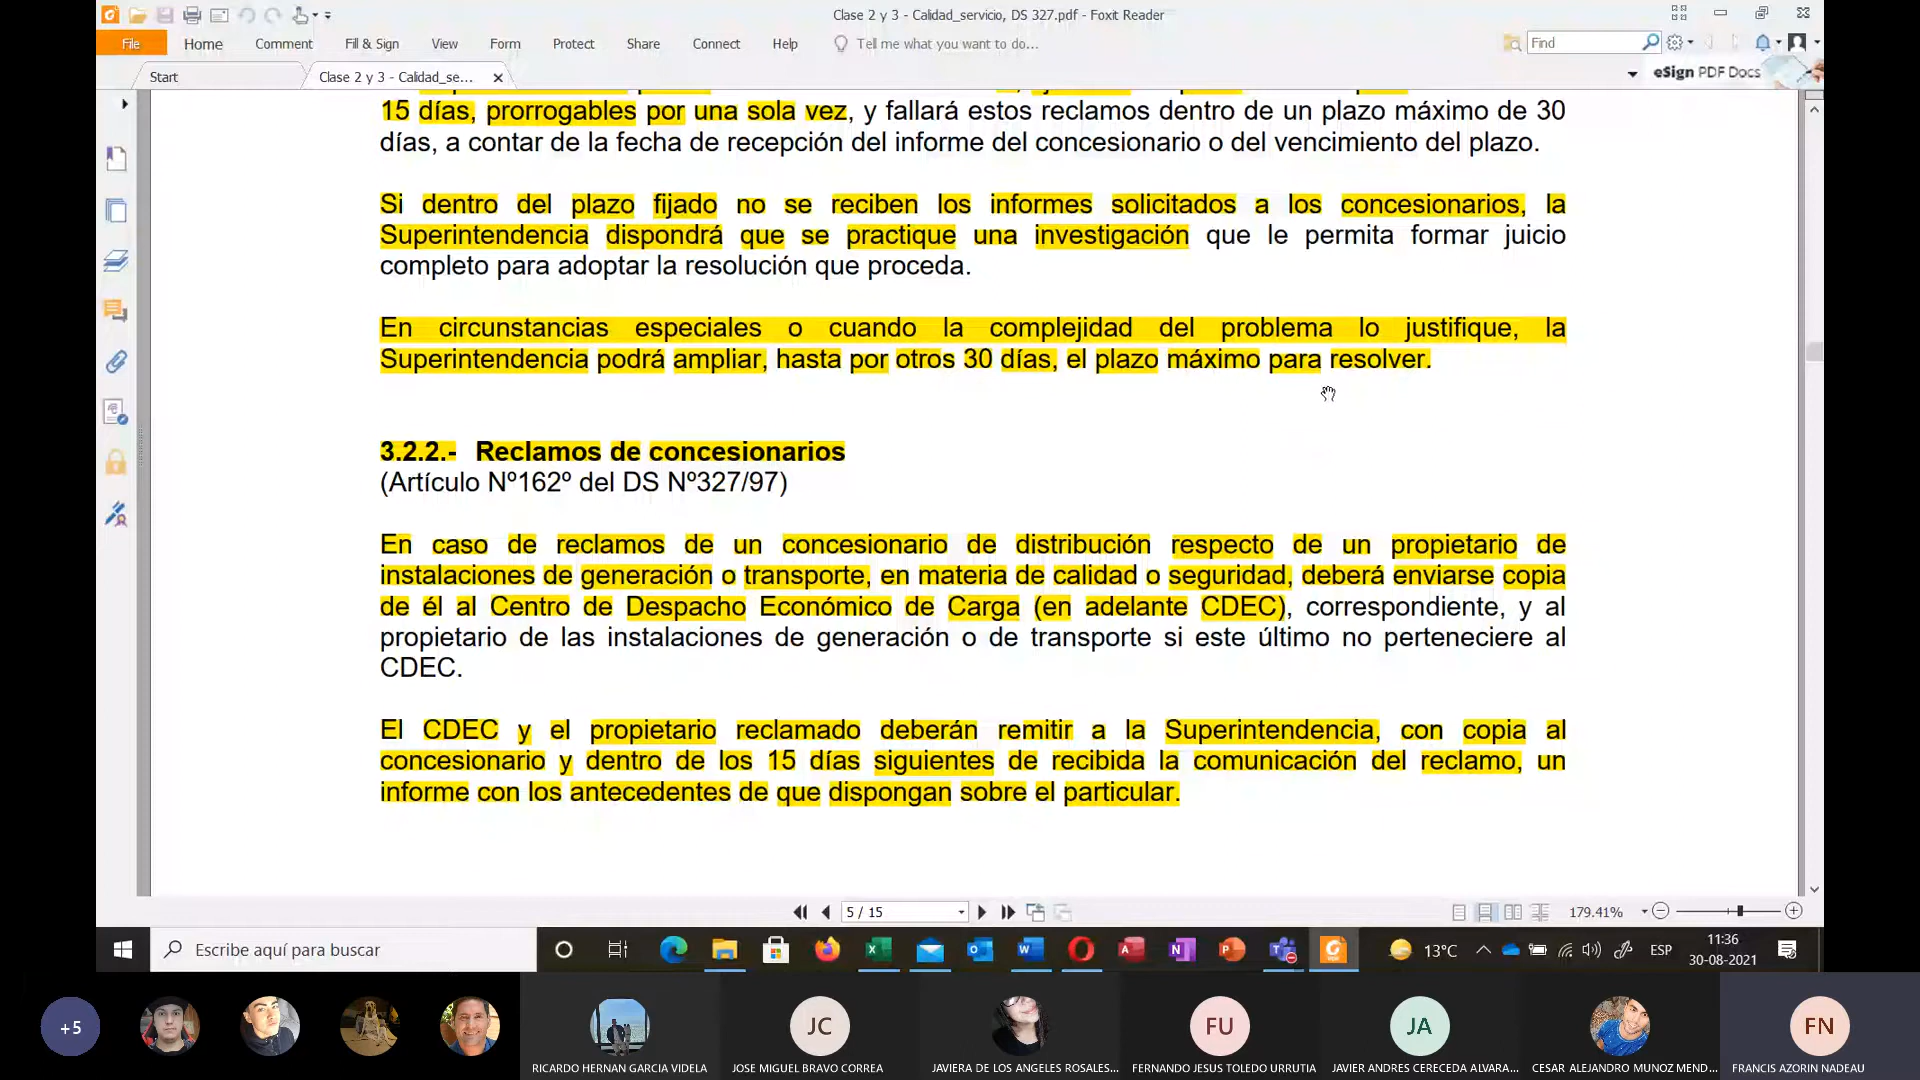 Clase 2 y 3 - Calidad_servicio, DS 327.pdf - Foxit Reader
File Home Comment Fill & Sign View Form Protect Share Connect Help Tell me what you want to do... Find
Start Clase 2 y 3 - Calidad_se... eSign PDF Docs
15 días, prorrogables por una sola vez, y fallará estos reclamos dentro de un plazo máximo de 30
días, a contar de la fecha de recepción del informe del concesionario o del vencimiento del plazo.
Si dentro del plazo fijado no se reciben los informes solicitados a los concesionarios, la
Superintendencia dispondrá que se practique una investigación que le permita formar juicio
completo para adoptar la resolución que proceda.
En circunstancias especiales o cuando la complejidad del problema lo justifique, la
Superintendencia podrá ampliar, hasta por otros 30 días, el plazo máximo para resolver.
3.2.2.- Reclamos de concesionarios
(Artículo Nº162º del DS Nº327/97)
En caso de reclamos de un concesionario de distribución respecto de un propietario de
instalaciones de generación o transporte, en materia de calidad o seguridad, deberá enviarse copia
de él al Centro de Despacho Económico de Carga (en adelante CDEC), correspondiente, y al
propietario de las instalaciones de generación o de transporte si este último no perteneciere al
CDEC.
El CDEC y el propietario reclamado deberán remitir a la Superintendencia, con copia al
concesionario y dentro de los 15 días siguientes de recibida la comunicación del reclamo, un
informe con los antecedentes de que dispongan sobre el particular.
5 / 15 179.41%
Escribe aquí para buscar 13°C ESP 11:36
30-08-2021
+5 JC FU JA FN
RICARDO HERNAN GARCIA VIDELA JOSE MIGUEL BRAVO CORREA JAVIERA DE LOS ANGELES ROSALES... FERNANDO JESUS TOLEDO URRUTIA JAVIER ANDRES CERECEDA ALVARA... CESAR ALEJANDRO MUNOZ MEND... FRANCIS AZORIN NADEAU